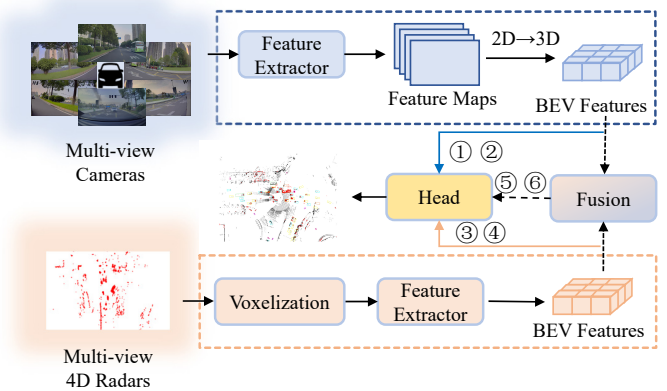 Feature
Extractor
2D→3D
Feature Maps
BEV Features
Multi-view
Cameras
① ②
Head
⑤ ⑥
Fusion
③ ④
Voxelization
Feature
Extractor
BEV Features
Multi-view
4D Radars